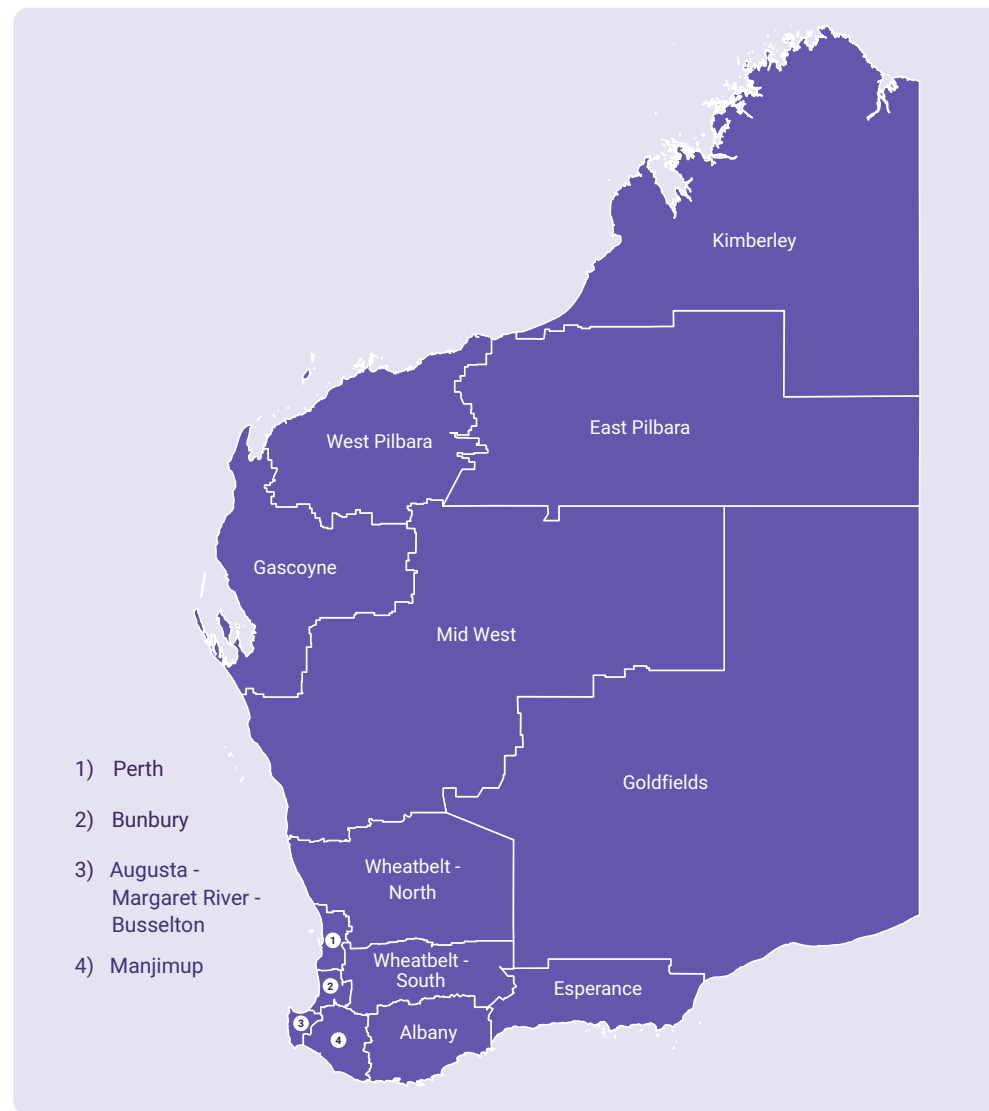 Kimberley
East Pilbara
West Pilbara
Gascoyne
Mid West
Goldfields
1) Perth
2) Bunbury
3) Augusta -
Margaret River -
Busselton
4) Manjimup
Wheatbelt -
North
1
Wheatbelt -
South
2
Esperance
3
4
Albany